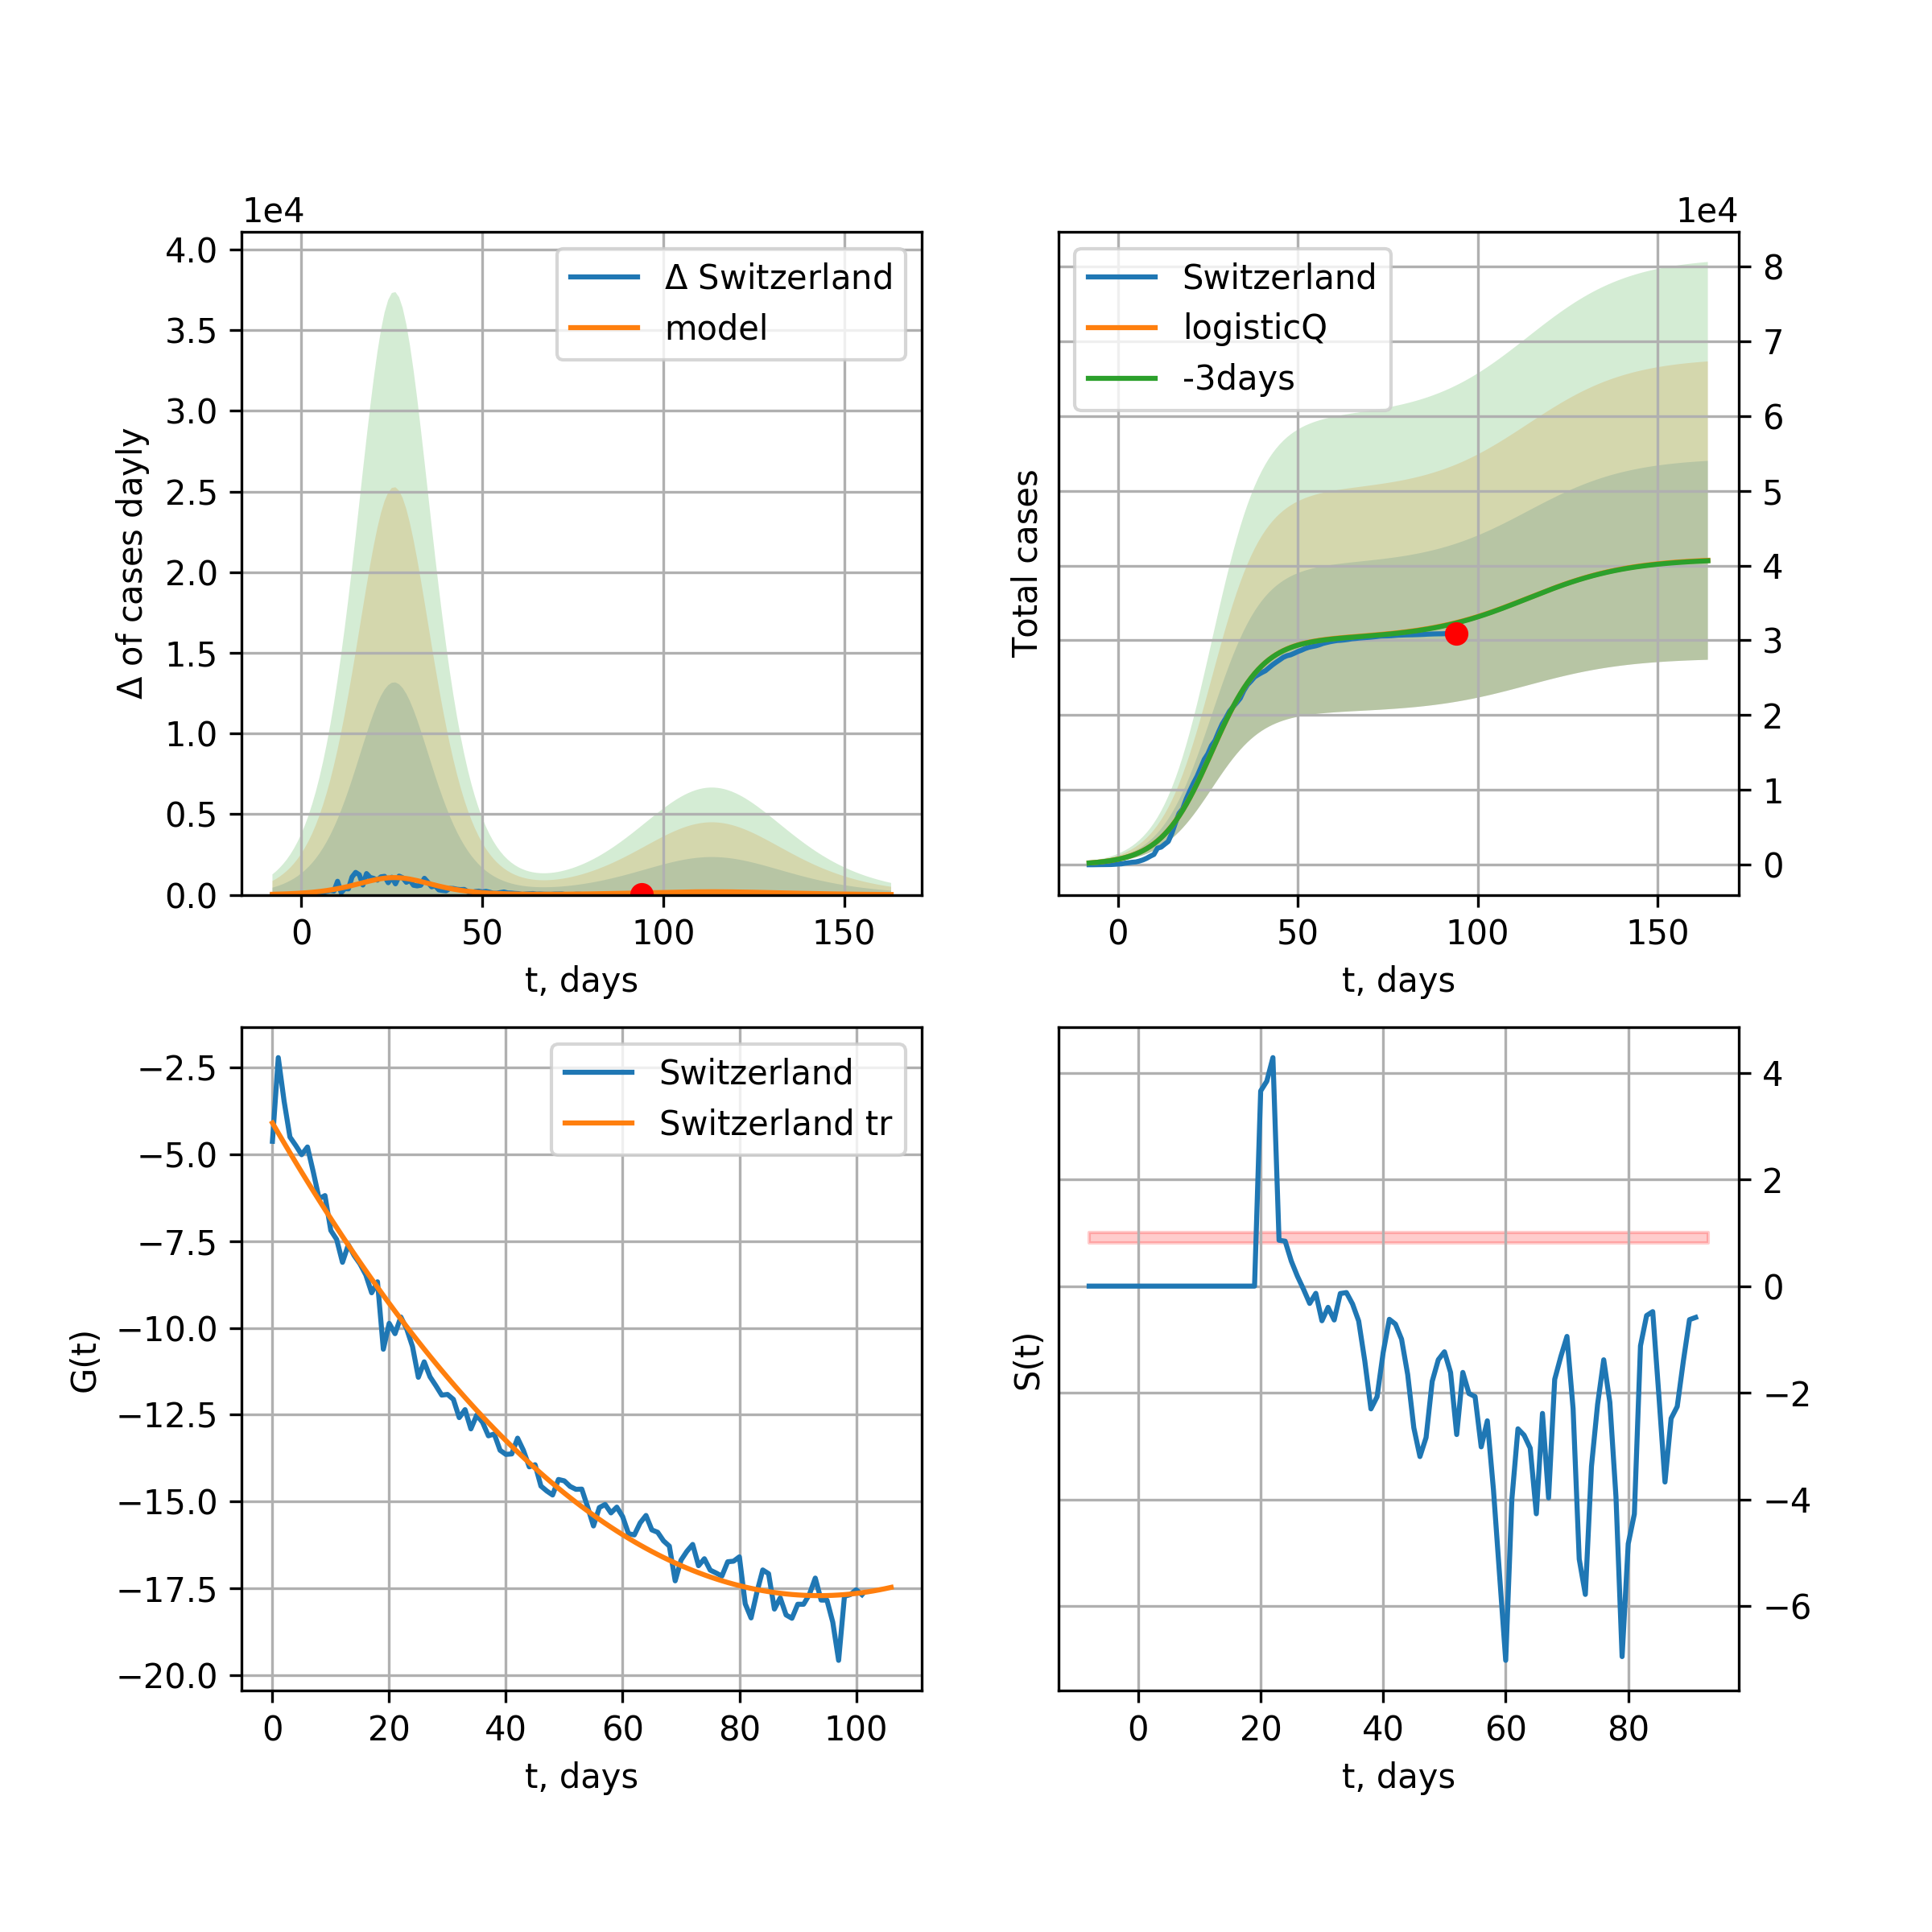 1e4
4.0
3.5
3.0
2.5
2.0
1.5
1.0
0.5
0.0
Δ of cases dayly
Δ Switzerland
model
0 50 100 150
t, days
1e4
8
7
6
5
4
3
2
1
0
Total cases
Switzerland
logisticQ
-3days
0 50 100 150
t, days
−2.5
−5.0
−7.5
−10.0
−12.5
−15.0
−17.5
−20.0
G(t)
Switzerland
Switzerland tr
0 20 40 60 80 100
t, days
4
2
0
−2
−4
−6
S(t)
0 20 40 60 80
t, days